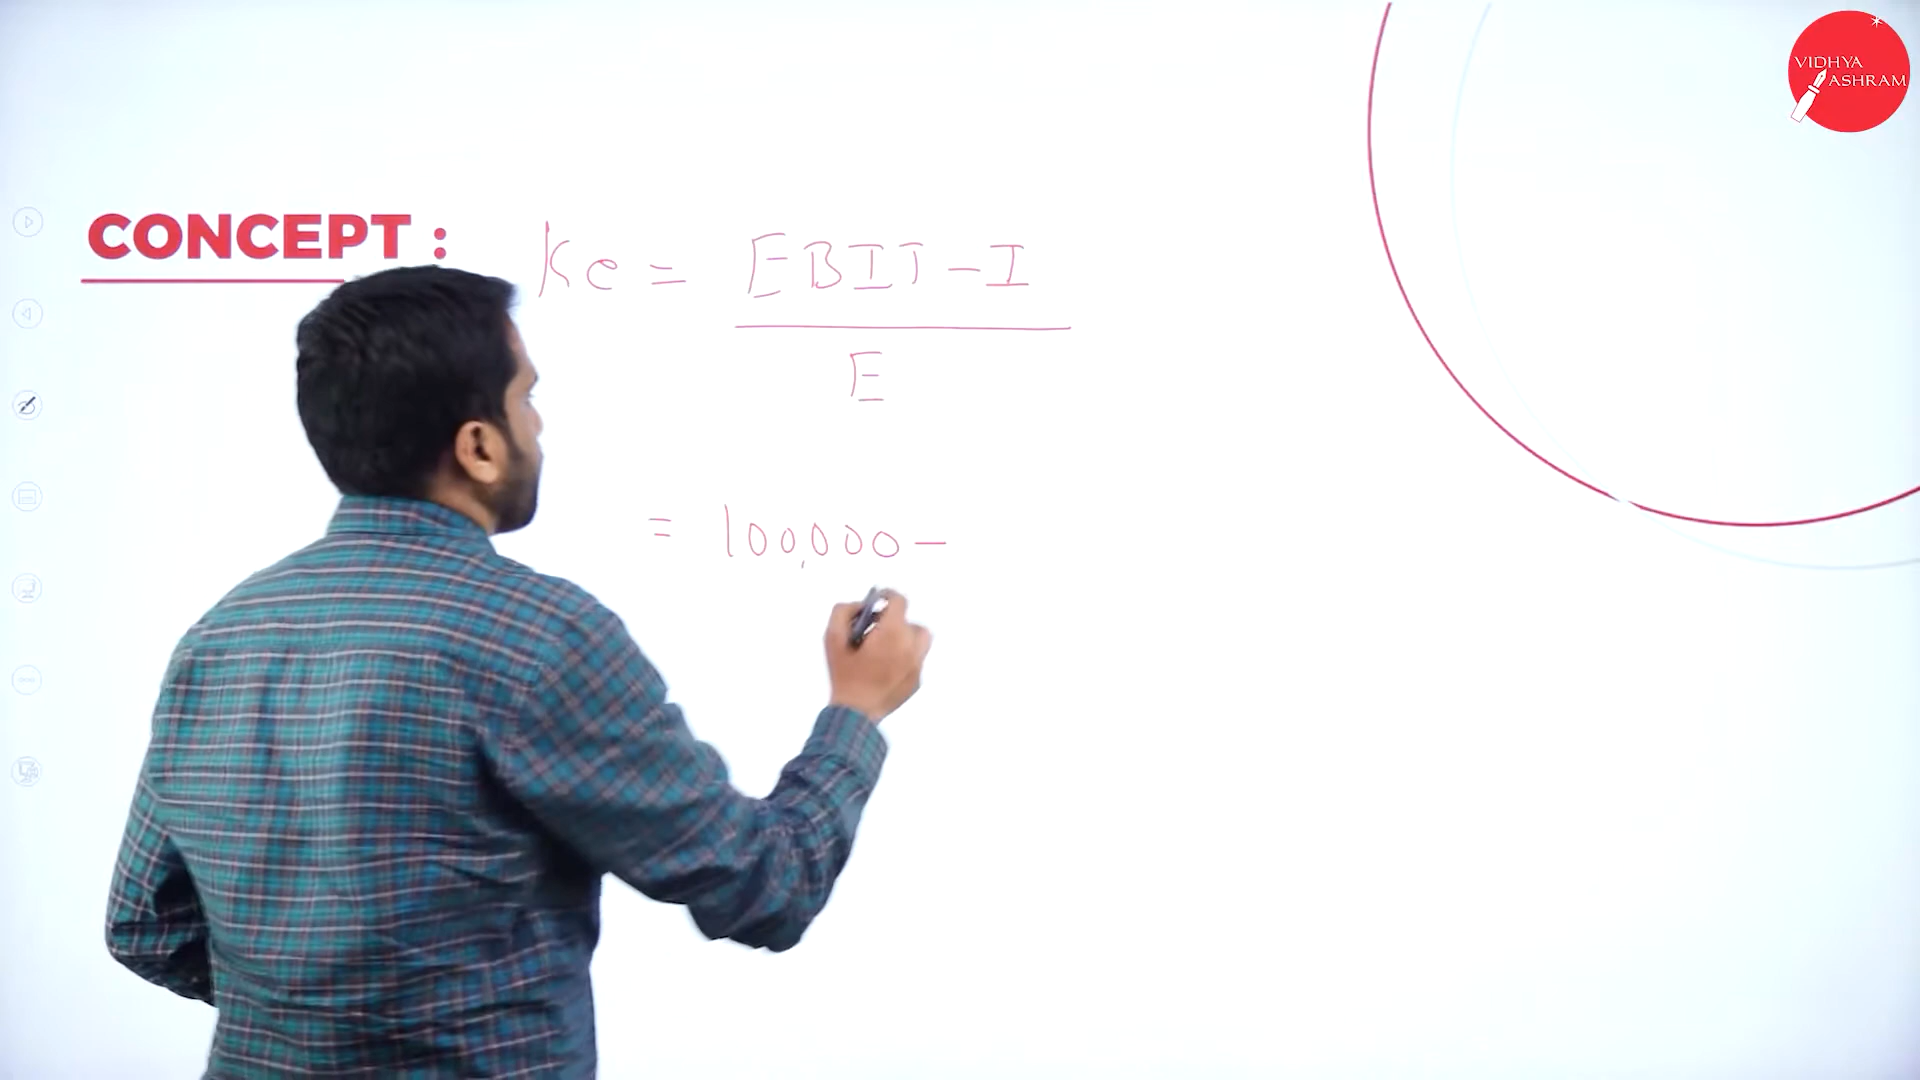 VIDHYA
ASHRAM
CONCEPT :
Ke = EBIT - I
E
= 100,000 -